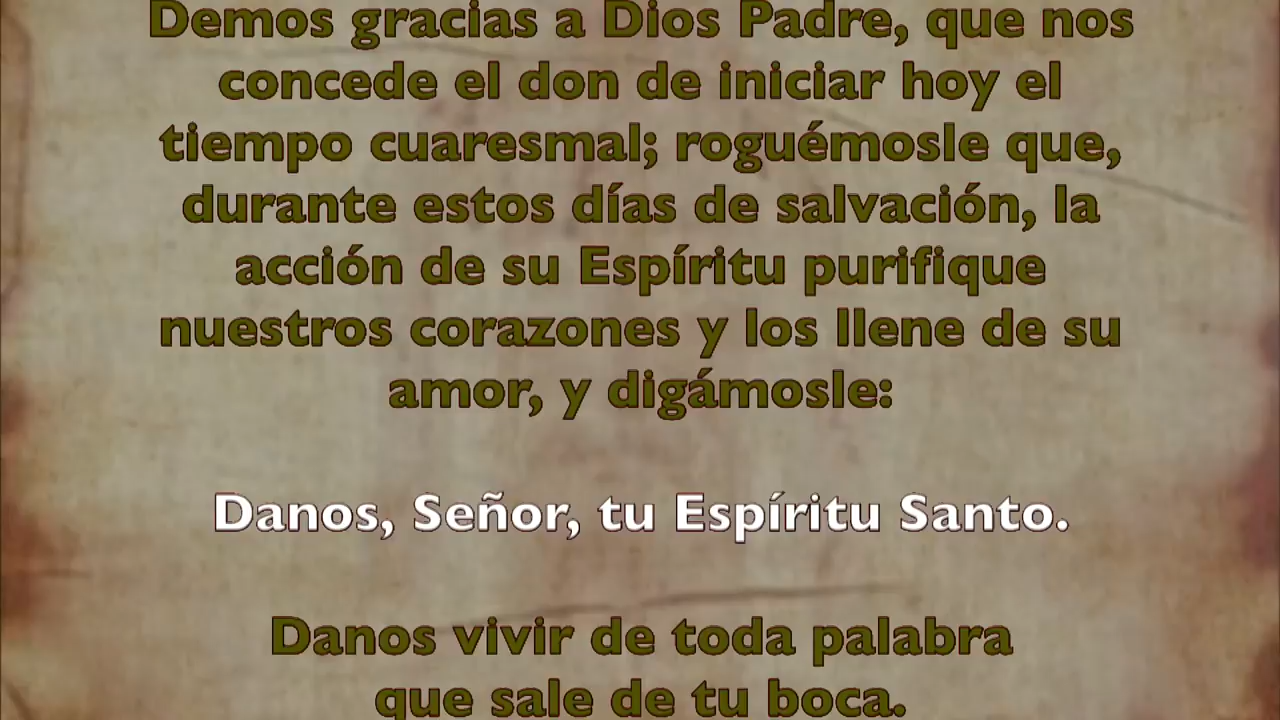 Demos gracias a Dios Padre, que nos
concede el don de iniciar hoy el
tiempo cuaresmal; roguémosle que,
durante estos días de salvación, la
acción de su Espíritu purifique
nuestros corazones y los llene de su
amor, y digámosle:
Danos, Señor, tu Espíritu Santo.
Danos vivir de toda palabra
que sale de tu boca.